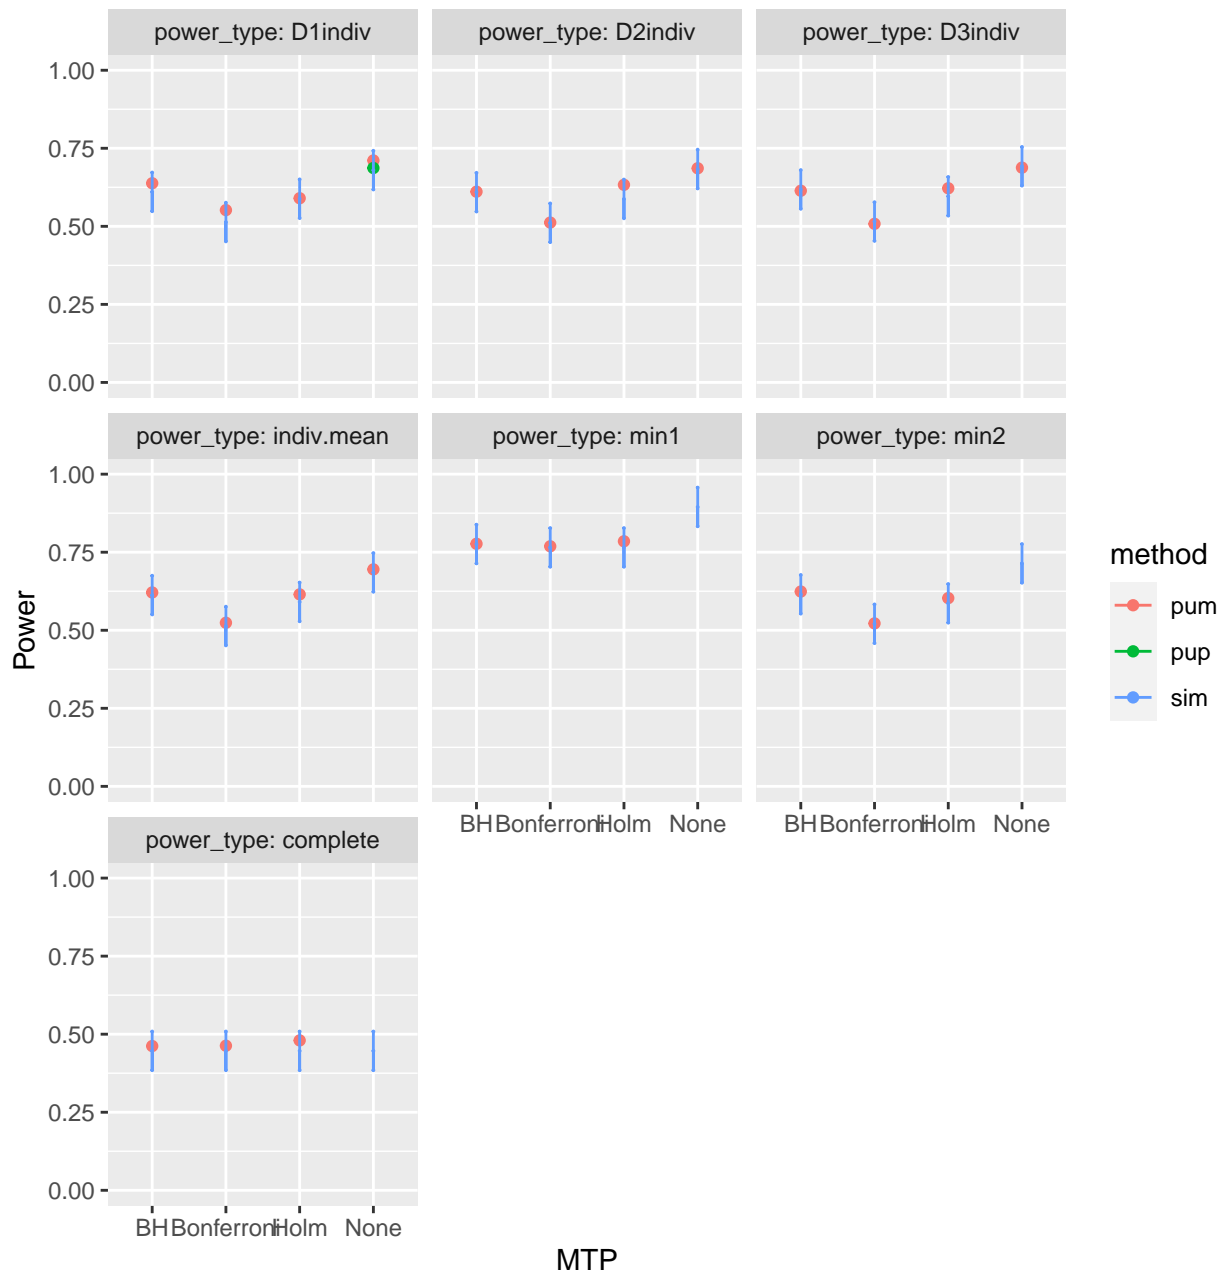 power_type: D1indiv power_type: D2indiv power_type: D3indiv
1.00
0.75
0.50
0.25
0.00
power_type: indiv.mean power_type: min1 power_type: min2
1.00
0.75
0.50
0.25
0.00
BH Bonferroni Holm None BH Bonferroni Holm None
power_type: complete
1.00
0.75
0.50
0.25
0.00
BH Bonferroni Holm None
MTP
Power
method
pum
pup
sim